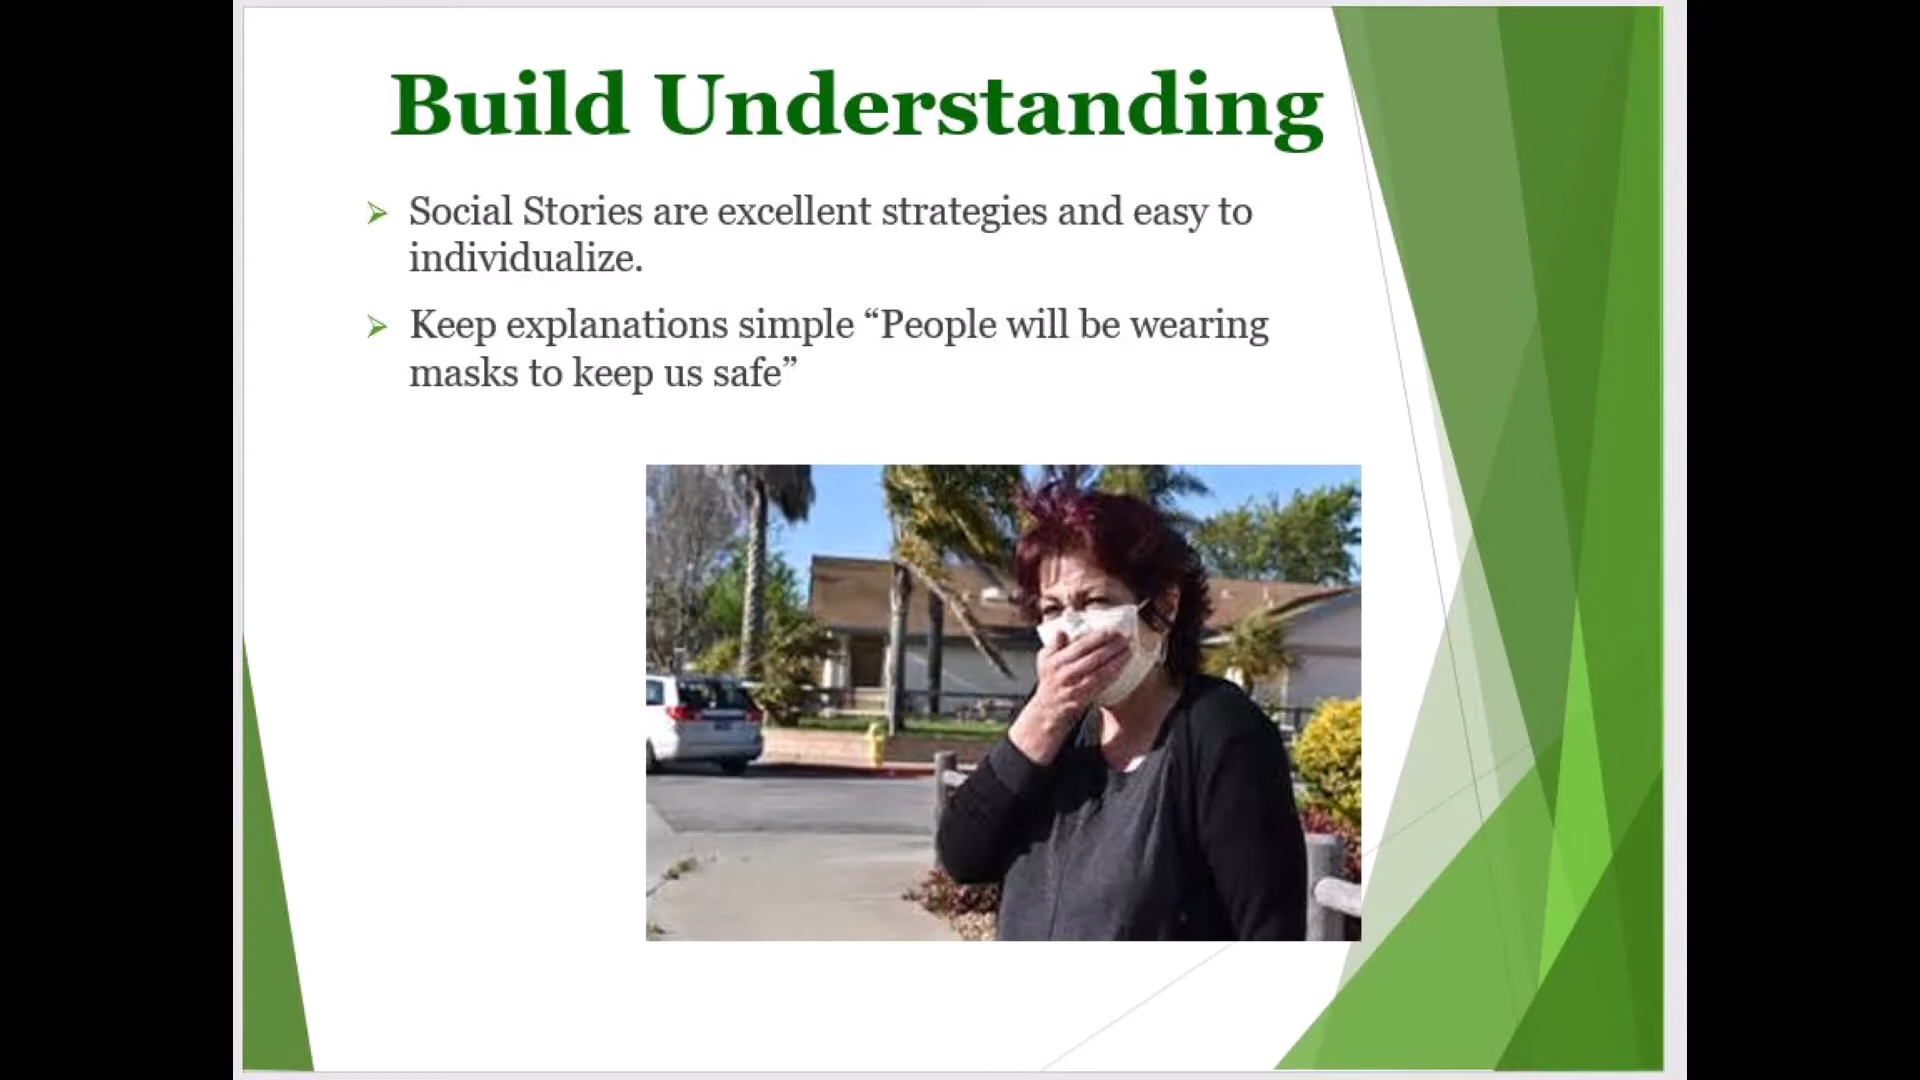 Build Understanding
Social Stories are excellent strategies and easy to
individualize.
Keep explanations simple “People will be wearing
masks to keep us safe”